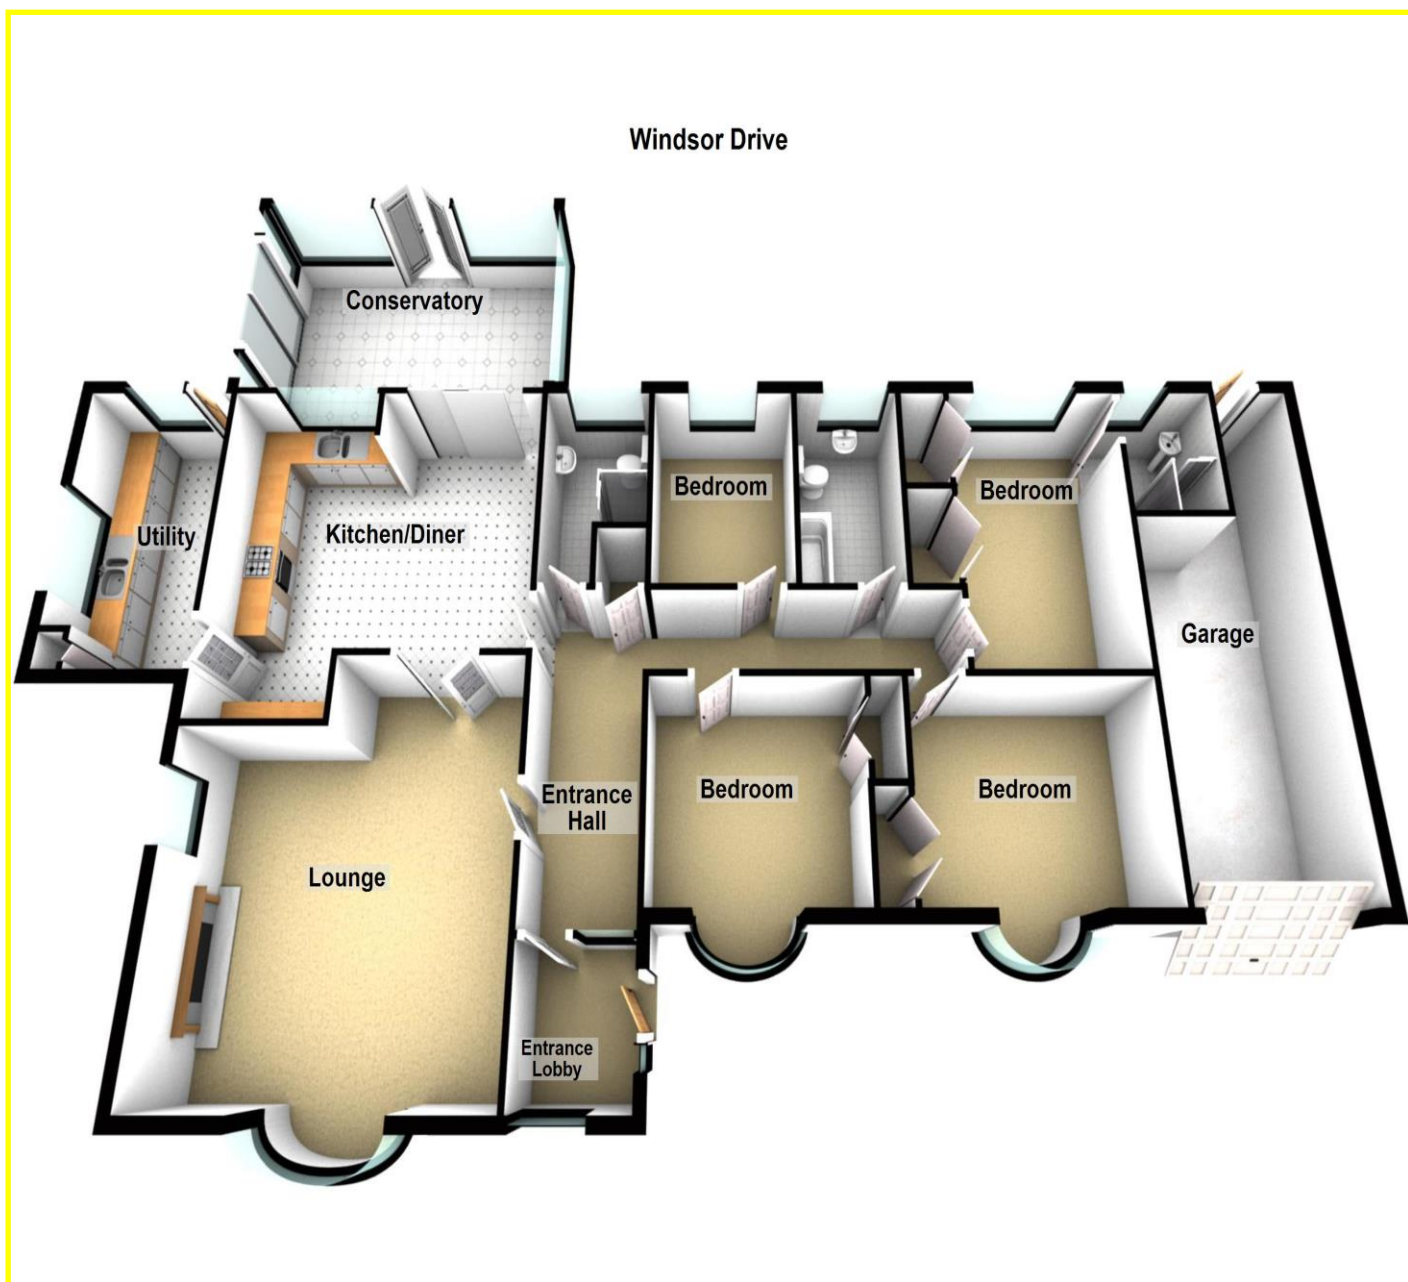 Windsor Drive
Conservatory
Bedroom
Bedroom
Utility
Kitchen/Diner
Garage
Entrance
Hall
Bedroom
Bedroom
Lounge
Entrance
Lobby